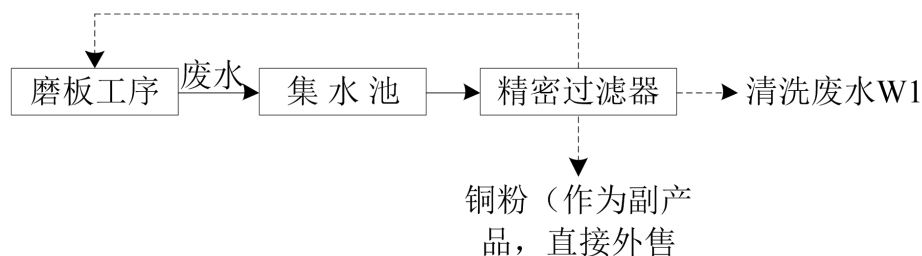 废水
磨板工序
集水池
精密过滤器
清洗废水W1
铜粉（作为副产
品，直接外售